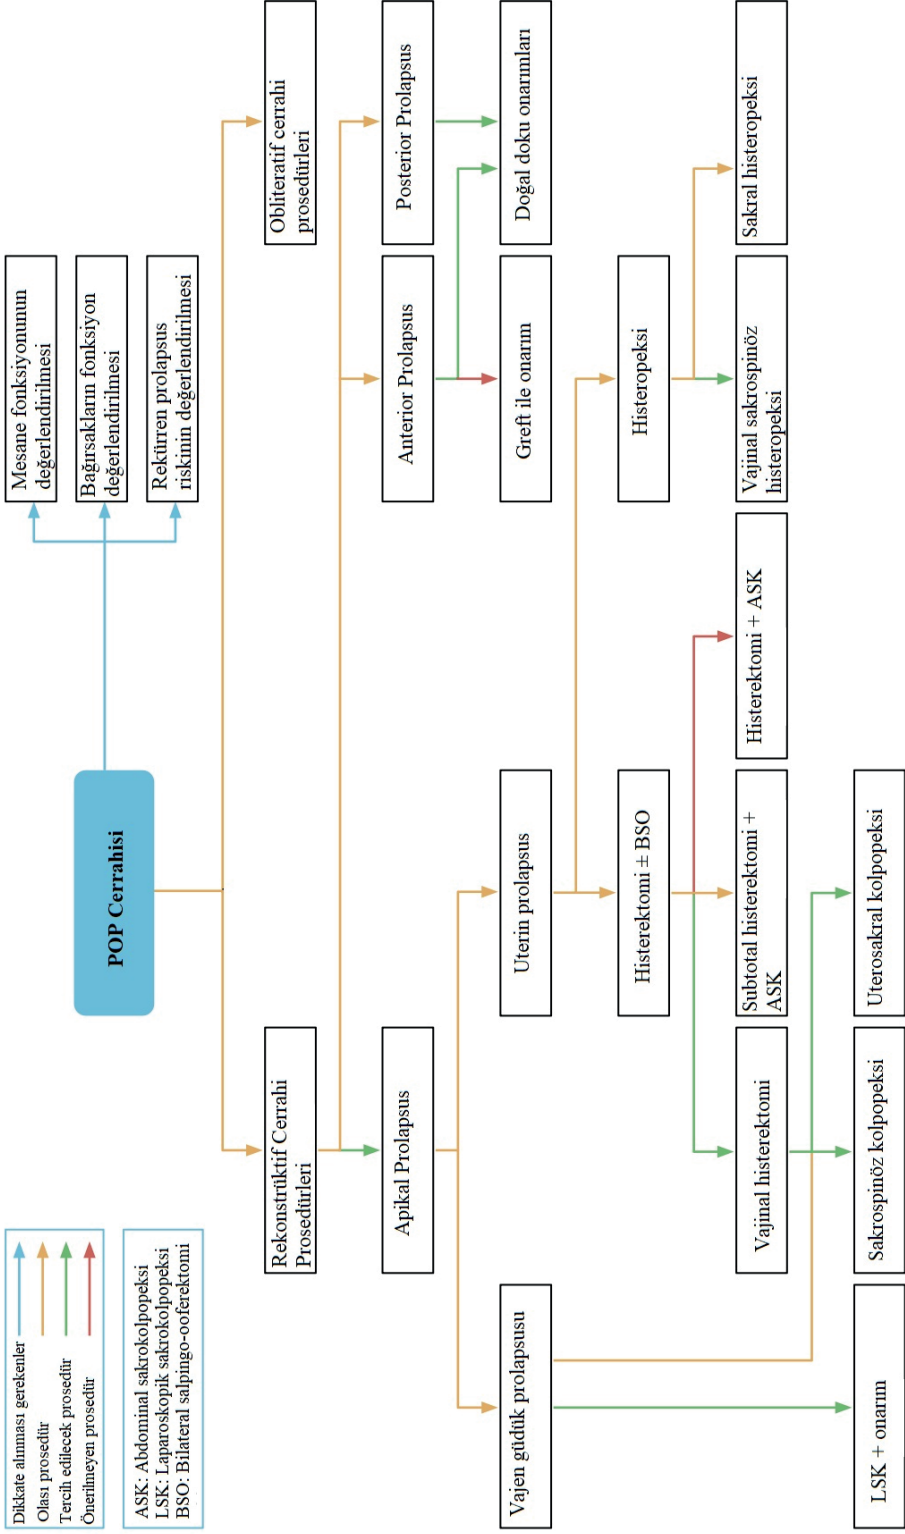 Dikkate alınması gerekenler
Olası prosedür
Tercih edilecek prosedür
Önerilmeyen prosedür
ASK: Abdominal sakrokolpopeksi
LSK: Laparoskopik sakrokolpopeksi
BSO: Bilateral salpingo-ooferektomi
POP Cerrahisi
Mesane fonksiyonunun
değerlendirilmesi
Bağırsakların fonksiyon
değerlendirilmesi
Rekürren prolapsus
riskinin değerlendirilmesi
Rekonstrüktif Cerrahi
Prosedürleri
Obliteratif cerrahi
prosedürleri
Apikal Prolapsus
Anterior Prolapsus
Posterior Prolapsus
Vajen güdük prolapsusu
Uterin prolapsus
Greft ile onarım
Doğal doku onarımları
Histerektomi ± BSO
Histeropeksi
Vajinal histerektomi
Subtotal histerektomi +
ASK
Histerektomi + ASK
Vajinal sakrospinöz
histeropeksi
Sakral histeropeksi
LSK + onarım
Sakrospinöz kolpopeksi
Uterosakral kolpopeksi